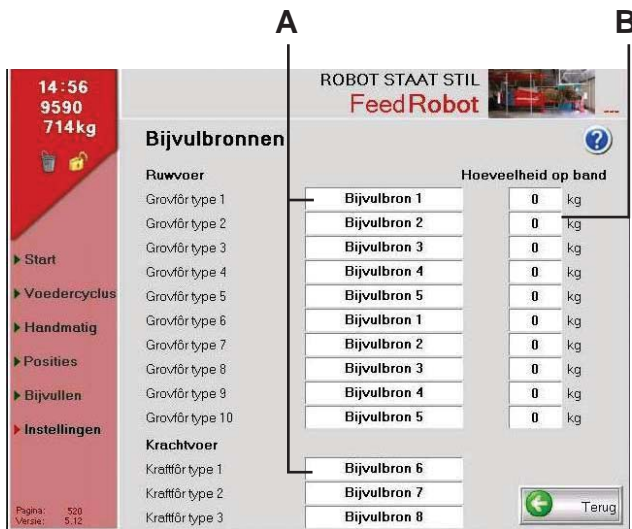 A B
14:56
9590
714kg
ROBOT STAAT STIL
FeedRobot
...
Bijvulbronnen
Ruwvoer Hoeveelheid op band
Grovfôr type 1 Bijvulbron 1 0 kg
Grovfôr type 2 Bijvulbron 2 0 kg
Grovfôr type 3 Bijvulbron 3 0 kg
Grovfôr type 4 Bijvulbron 4 0 kg
Grovfôr type 5 Bijvulbron 5 0 kg
Grovfôr type 6 Bijvulbron 1 0 kg
Grovfôr type 7 Bijvulbron 2 0 kg
Grovfôr type 8 Bijvulbron 3 0 kg
Grovfôr type 9 Bijvulbron 4 0 kg
Grovfôr type 10 Bijvulbron 5 0 kg
Krachtvoer
Kraftfôr type 1 Bijvulbron 6
Kraftfôr type 2 Bijvulbron 7
Kraftfôr type 3 Bijvulbron 8
Start
Voedercyclus
Handmatig
Posities
Bijvullen
Instellingen
Pagina: 520
Versie: 5.12
Terug